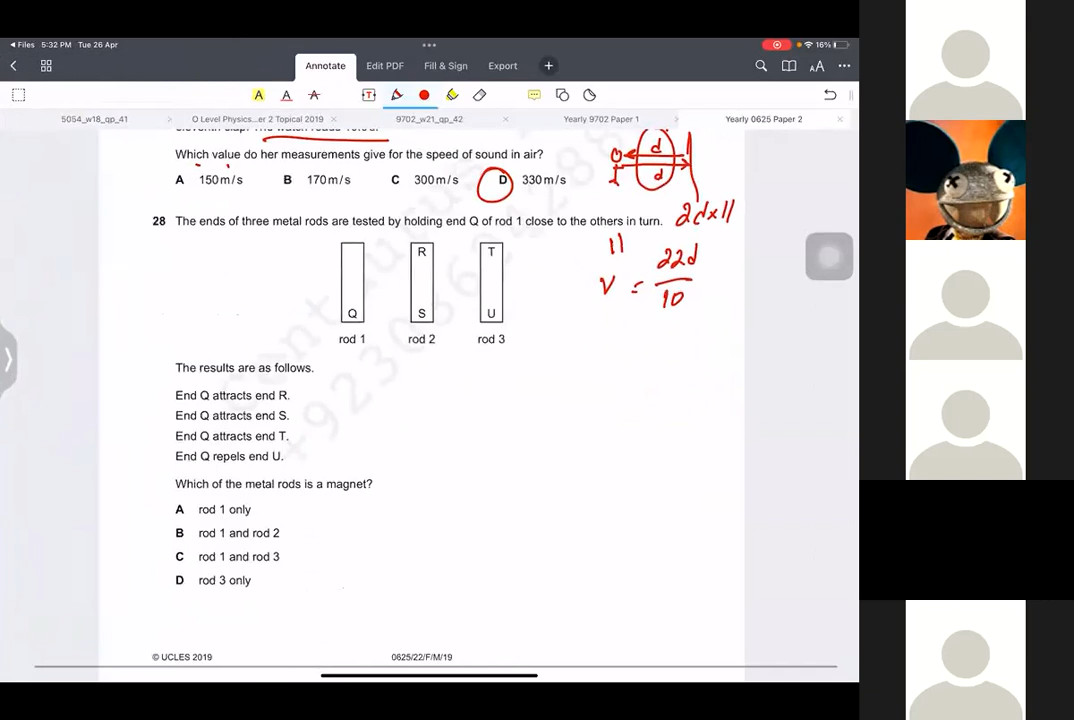 Files 5:32 PM Tue 26 Apr 16%
Annotate Edit PDF Fill & Sign Export
A A A T AA
5054_w18_qp_41 O Level Physics...er 2 Topical 2019 9702_w21_qp_42 Yearly 9702 Paper 1 Yearly 0625 Paper 2
Which value do her measurements give for the speed of sound in air?
A 150 m/s B 170 m/s C 300 m/s D 330 m/s
d
d
2d×11
28 The ends of three metal rods are tested by holding end Q of rod 1 close to the others in turn.
11
V = 22d
10
R T
Q S U
rod 1 rod 2 rod 3
The results are as follows.
End Q attracts end R.
End Q attracts end S.
End Q attracts end T.
End Q repels end U.
Which of the metal rods is a magnet?
A rod 1 only
B rod 1 and rod 2
C rod 1 and rod 3
D rod 3 only
© UCLES 2019 0625/22/F/M/19